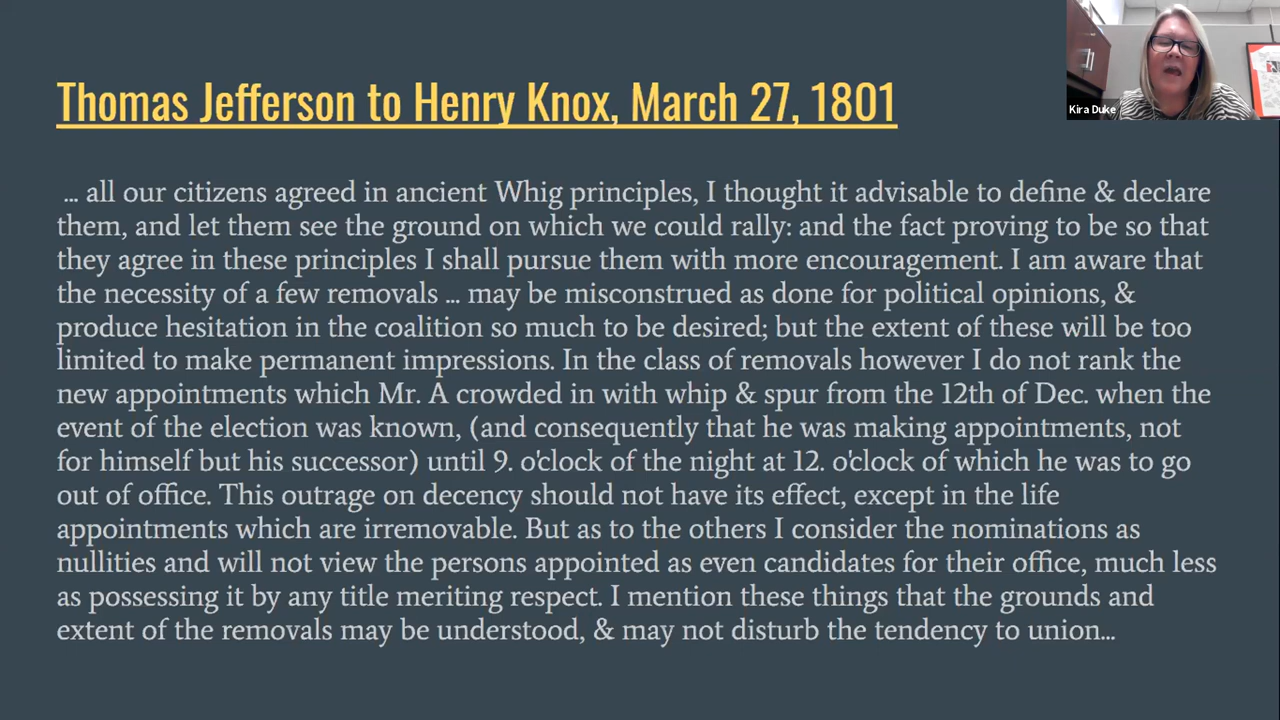 Thomas Jefferson to Henry Knox, March 27, 1801
Kira Duke
... all our citizens agreed in ancient Whig principles, I thought it advisable to define & declare
them, and let them see the ground on which we could rally: and the fact proving to be so that
they agree in these principles I shall pursue them with more encouragement. I am aware that
the necessity of a few removals ... may be misconstrued as done for political opinions, &
produce hesitation in the coalition so much to be desired; but the extent of these will be too
limited to make permanent impressions. In the class of removals however I do not rank the
new appointments which Mr. A crowded in with whip & spur from the 12th of Dec. when the
event of the election was known, (and consequently that he was making appointments, not
for himself but his successor) until 9. o'clock of the night at 12. o'clock of which he was to go
out of office. This outrage on decency should not have its effect, except in the life
appointments which are irremovable. But as to the others I consider the nominations as
nullities and will not view the persons appointed as even candidates for their office, much less
as possessing it by any title meriting respect. I mention these things that the grounds and
extent of the removals may be understood, & may not disturb the tendency to union...